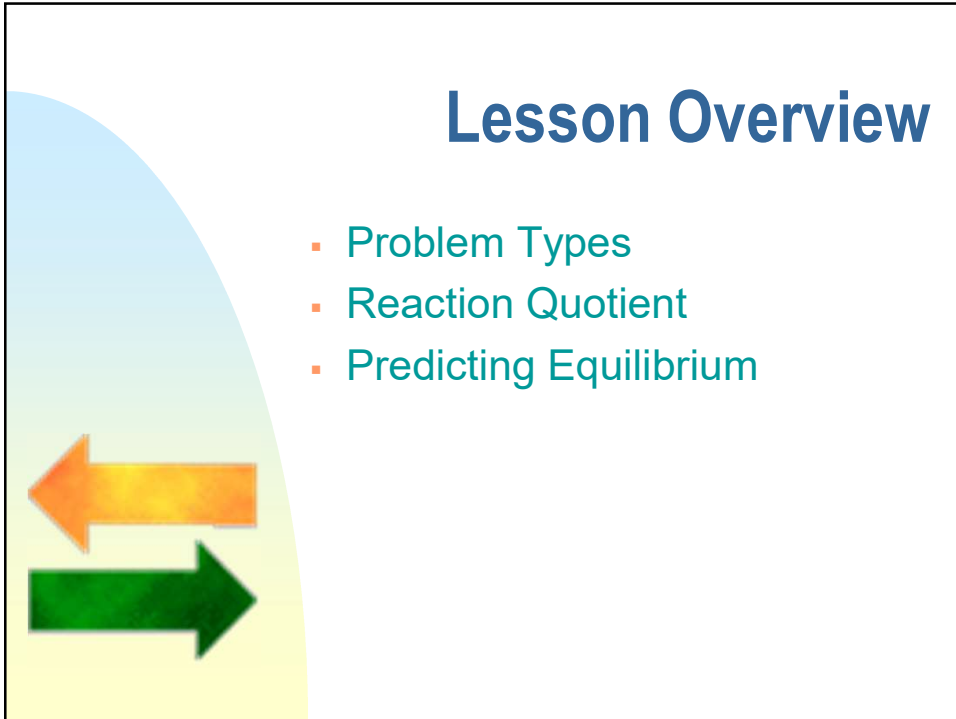 Lesson Overview
▪ Problem Types
▪ Reaction Quotient
▪ Predicting Equilibrium